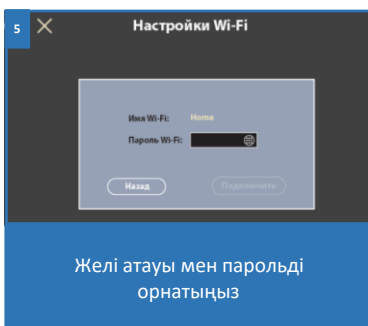 5
Настройки Wi-Fi
Имя Wi-Fi: Home
Пароль Wi-Fi:
Назад Подключить
Желі атауы мен парольді
орнатыңыз